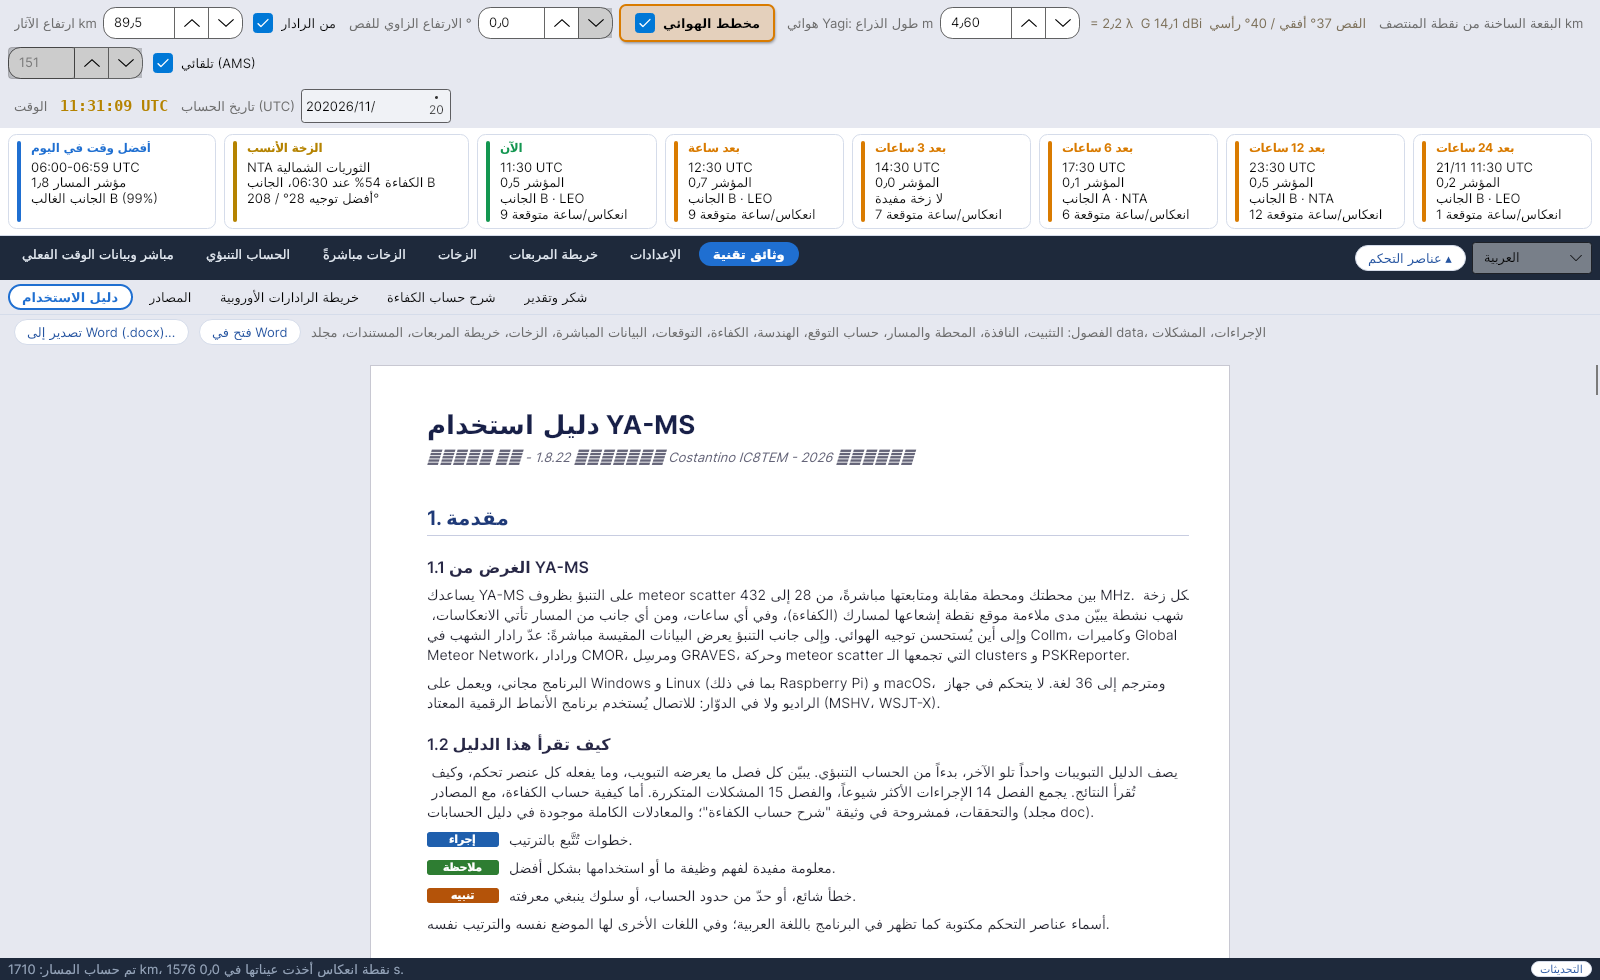 ارتفاع الآثار km 89٫5 من الرادار الارتفاع الزاوي للفص ° 0٫0 مخطط الهوائي هوائي Yagi: طول الذراع m 4٫60 = 2٫2 λ G 14٫1 dBi الفص 37° أفقي / 40° رأسي البقعة الساخنة من نقطة المنتصف km
151 تلقائي (AMS)
الوقت 11:31:09 UTC تاريخ الحساب (UTC) 202026/11/ 20
أفضل وقت في اليوم
06:00-06:59 UTC
مؤشر المسار 1٫8
الجانب الغالب B (99%)
الزخة الأنسب
NTA الثوريات الشمالية
الكفاءة 54% عند 06:30، الجانب B
أفضل توجيه 28° / 208°
الآن
11:30 UTC
المؤشر 0٫5
الجانب B · LEO
انعكاس/ساعة متوقعة 9
بعد ساعة
12:30 UTC
المؤشر 0٫7
الجانب B · LEO
انعكاس/ساعة متوقعة 9
بعد 3 ساعات
14:30 UTC
المؤشر 0٫0
لا زخة مفيدة
انعكاس/ساعة متوقعة 7
بعد 6 ساعات
17:30 UTC
المؤشر 0٫1
الجانب A · NTA
انعكاس/ساعة متوقعة 6
بعد 12 ساعات
23:30 UTC
المؤشر 0٫5
الجانب B · NTA
انعكاس/ساعة متوقعة 12
بعد 24 ساعات
21/11 11:30 UTC
المؤشر 0٫2
الجانب B · LEO
انعكاس/ساعة متوقعة 1
مباشر وبيانات الوقت الفعلي الحساب التنبؤي الزخات مباشرةً الزخات خريطة المربعات الإعدادات وثائق تقنية عناصر التحكم ▴ العربية
دليل الاستخدام المصادر خريطة الرادارات الأوروبية شرح حساب الكفاءة شكر وتقدير
تصدير إلى Word (.docx)... فتح في Word الفصول: التثبيت، النافذة، المحطة والمسار، حساب التوقع، الهندسة، الكفاءة، التوقعات، البيانات المباشرة، الزخات، خريطة المربعات، المستندات، مجلد data، الإجراءات، المشكلات
دليل استخدام YA-MS
- 1.8.22 Costantino IC8TEM - 2026
1. مقدمة
1.1 الغرض من YA-MS
يساعدك YA-MS على التنبؤ بظروف meteor scatter بين محطتك ومحطة مقابلة ومتابعتها مباشرةً، من 28 إلى 432 MHz. كل زخة
شهب نشطة يبيّن مدى ملاءمة موقع نقطة إشعاعها لمسارك (الكفاءة)، وفي أي ساعات، ومن أي جانب من المسار تأتي الانعكاسات،
وإلى أين يُستحسن توجيه الهوائي. وإلى جانب التنبؤ يعرض البيانات المقيسة مباشرةً: عدّ رادار الشهب في Collm، وكاميرات Global
Meteor Network، ورادار CMOR، ومرسل GRAVES، وحركة meteor scatter التي تجمعها الـ clusters و PSKReporter.
البرنامج مجاني، ويعمل على Windows و Linux (بما في ذلك Raspberry Pi) و macOS، ومترجم إلى 36 لغة. لا يتحكم في جهاز
الراديو ولا في الدوّار: للاتصال يُستخدم برنامج الأنماط الرقمية المعتاد (MSHV، WSJT-X).
1.2 كيف تقرأ هذا الدليل
يصف الدليل التبويبات واحداً تلو الآخر، بدءاً من الحساب التنبؤي. يبيّن كل فصل ما يعرضه التبويب، وما يفعله كل عنصر تحكم، وكيف
تُقرأ النتائج. يجمع الفصل 14 الإجراءات الأكثر شيوعاً، والفصل 15 المشكلات المتكررة. أما كيفية حساب الكفاءة، مع المصادر
والتحققات، فمشروحة في وثيقة "شرح حساب الكفاءة"؛ والمعادلات الكاملة موجودة في دليل الحسابات (مجلد doc).
إجراء خطوات تُتَّبع بالترتيب.
ملاحظة معلومة مفيدة لفهم وظيفة ما أو استخدامها بشكل أفضل.
تنبيه خطأ شائع، أو حدّ من حدود الحساب، أو سلوك ينبغي معرفته.
أسماء عناصر التحكم مكتوبة كما تظهر في البرنامج باللغة العربية؛ وفي اللغات الأخرى لها الموضع نفسه والترتيب نفسه.
تم حساب المسار: 1710 km، 1576 نقطة انعكاس أخذت عيناتها في 0٫0 s. التحديثات